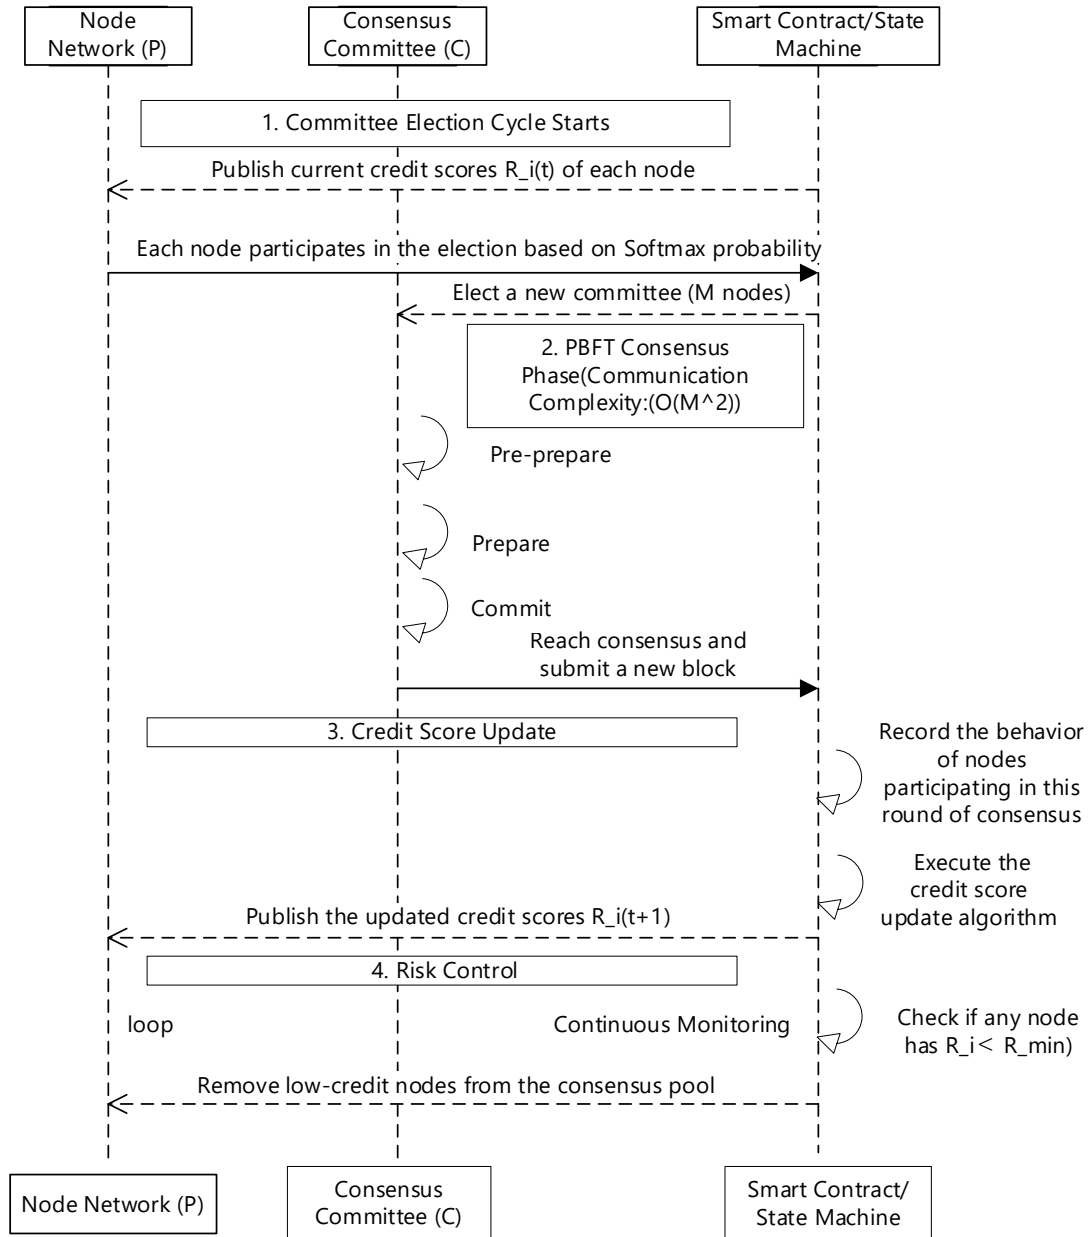 Node
Network (P)
Consensus
Committee (C)
Smart Contract/State
Machine
1. Committee Election Cycle Starts
Publish current credit scores R_i(t) of each node
Each node participates in the election based on Softmax probability
Elect a new committee (M nodes)
2. PBFT Consensus
Phase(Communication
Complexity:(O(M^2))
Pre-prepare
Prepare
Commit
Reach consensus and
submit a new block
3. Credit Score Update
Record the behavior
of nodes
participating in this
round of consensus
Execute the
credit score
update algorithm
Publish the updated credit scores R_i(t+1)
4. Risk Control
loop
Continuous Monitoring
Check if any node
has R_i< R_min)
Remove low-credit nodes from the consensus pool
Node Network (P)
Consensus
Committee (C)
Smart Contract/
State Machine